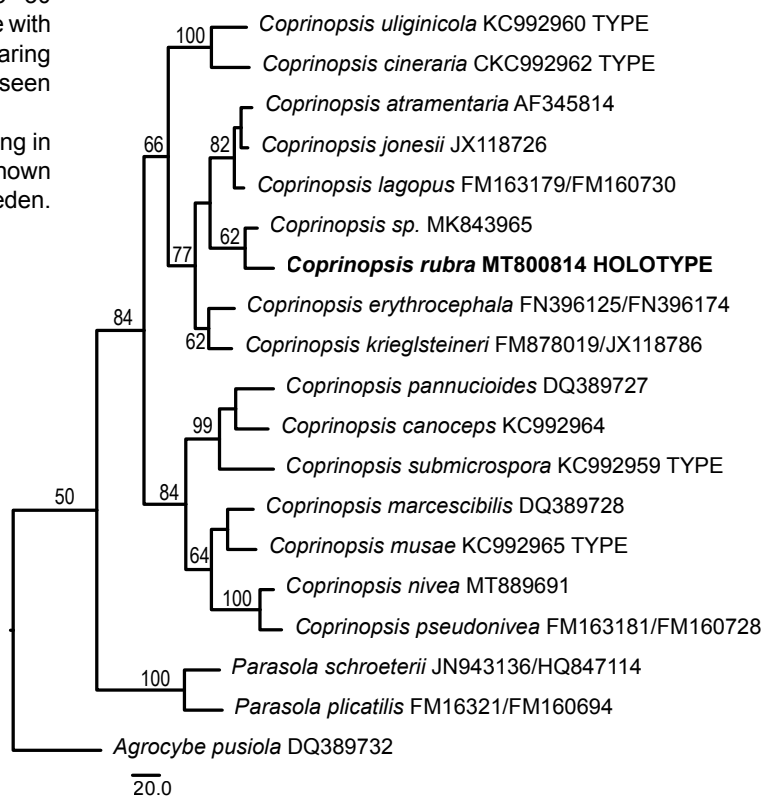 e with
aring
seen
ng in
nown
eden.
100
Coprinopsis uliginicola KC992960 TYPE
Coprinopsis cineraria CKC992962 TYPE
Coprinopsis atramentaria AF345814
66
82
Coprinopsis jonesii JX118726
Coprinopsis lagopus FM163179/FM160730
Coprinopsis sp. MK843965
77
62
Coprinopsis rubra MT800814 HOLOTYPE
Coprinopsis erythrocephala FN396125/FN396174
84
62
Coprinopsis krieglsteineri FM878019/JX118786
Coprinopsis pannucioides DQ389727
99
Coprinopsis canoceps KC992964
Coprinopsis submicrospora KC992959 TYPE
50
84
Coprinopsis marcescibilis DQ389728
64
Coprinopsis musae KC992965 TYPE
Coprinopsis nivea MT889691
100
Coprinopsis pseudonivea FM163181/FM160728
Parasola schroeterii JN943136/HQ847114
100
Parasola plicatilis FM16321/FM160694
Agrocybe pusiola DQ389732
20.0